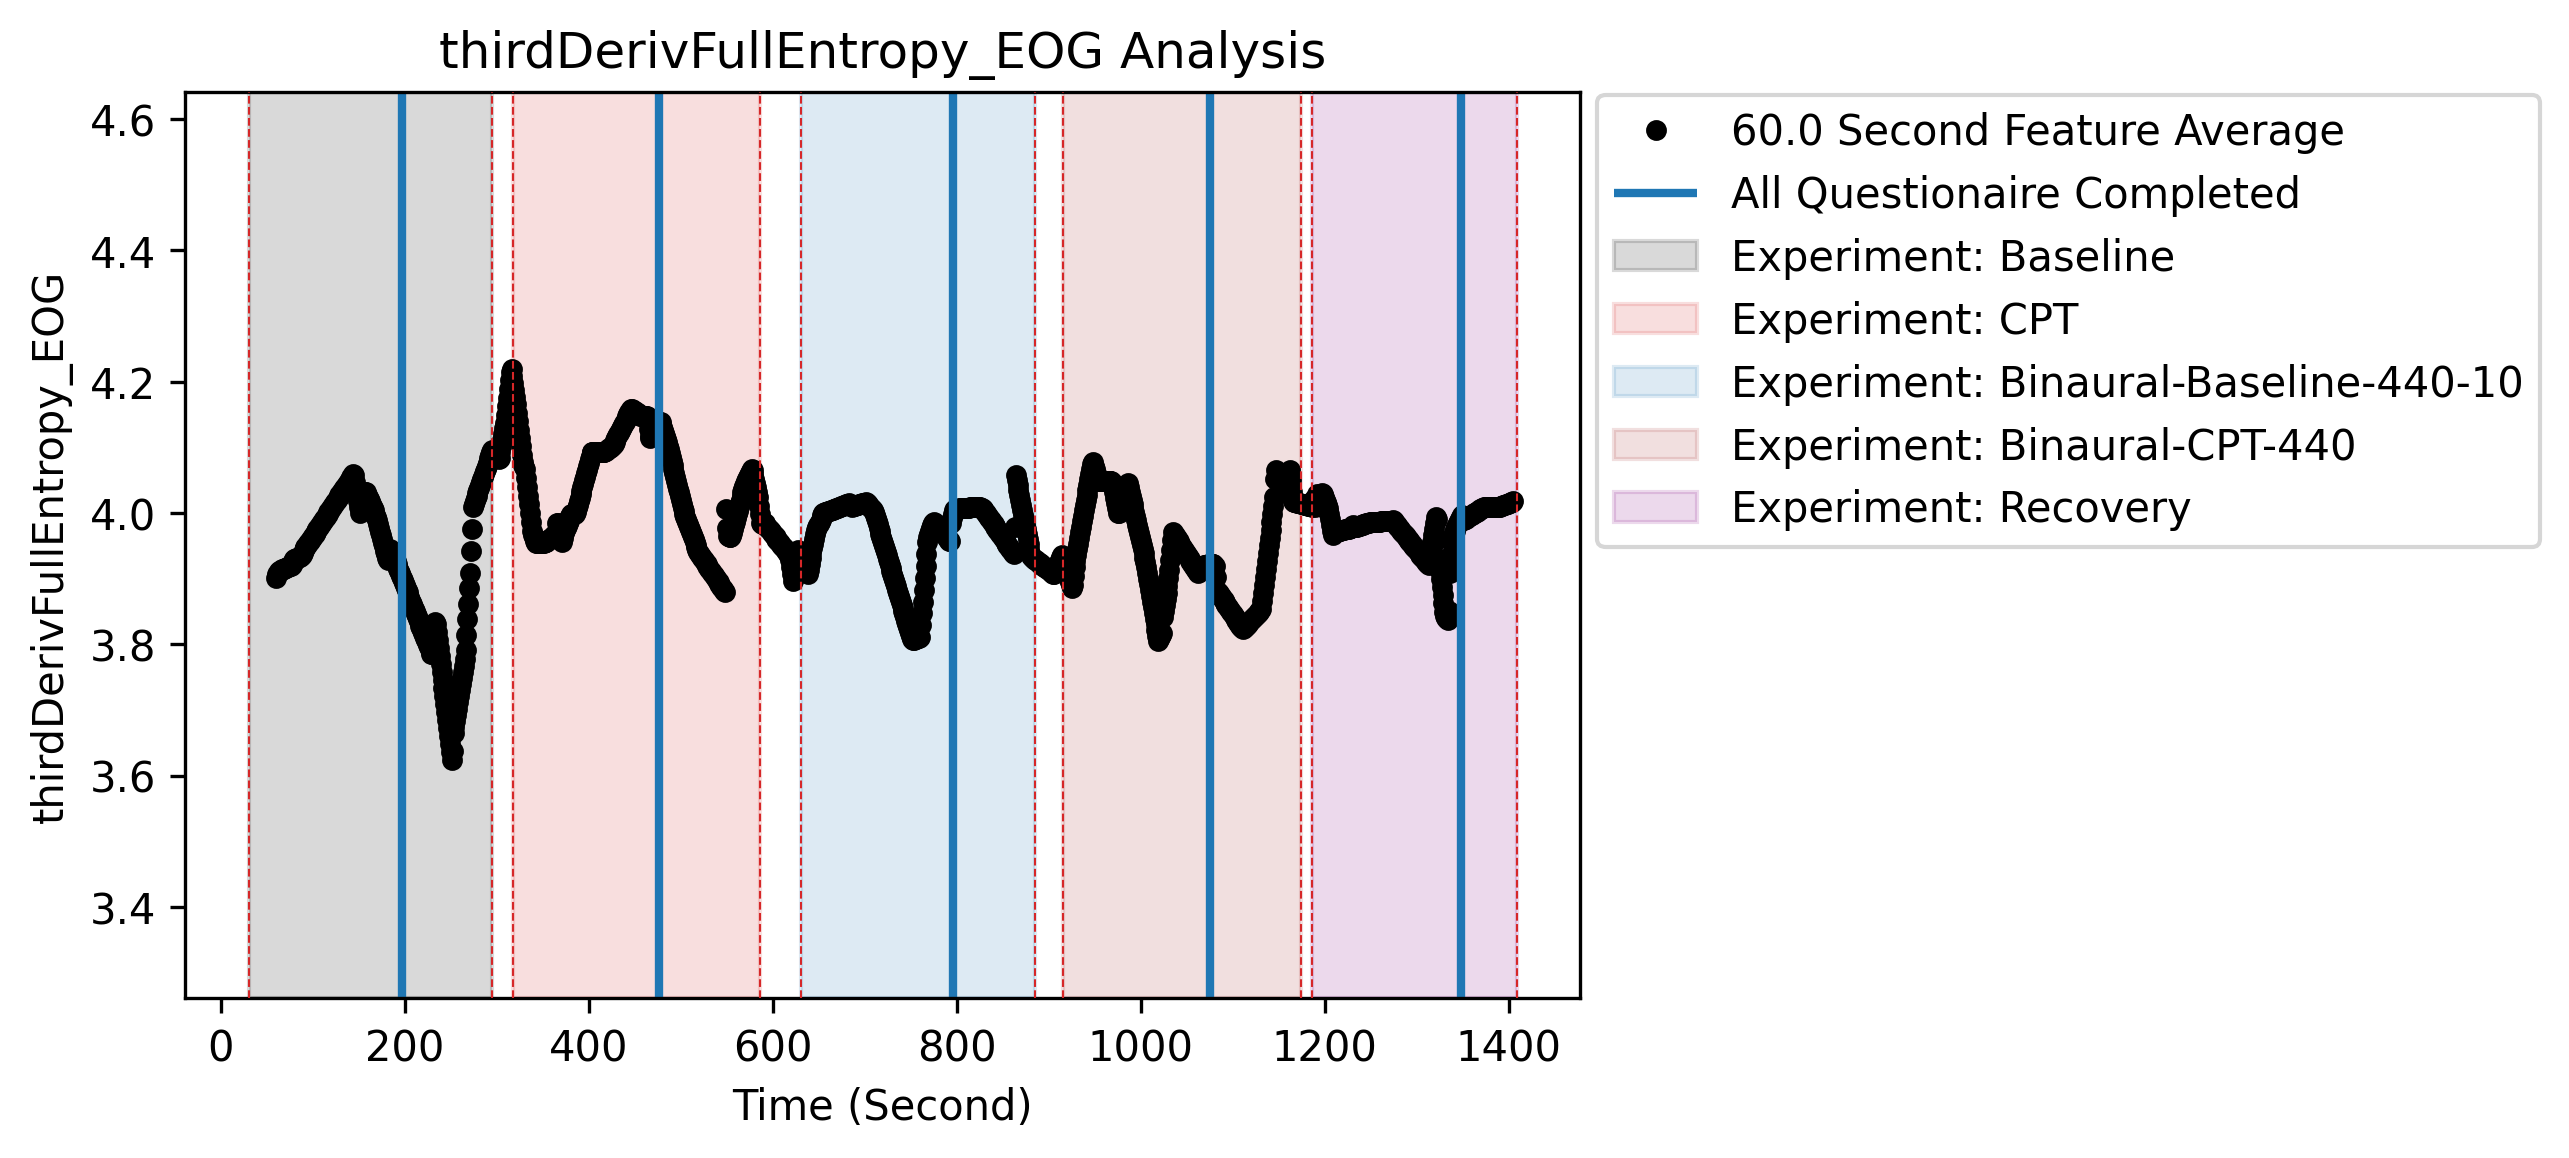 thirdDerivFullEntropy_EOG Analysis
thirdDerivFullEntropy_EOG
4.6
4.4
4.2
4.0
3.8
3.6
3.4
0 200 400 600 800 1000 1200 1400
Time (Second)
60.0 Second Feature Average
All Questionaire Completed
Experiment: Baseline
Experiment: CPT
Experiment: Binaural-Baseline-440-10
Experiment: Binaural-CPT-440
Experiment: Recovery